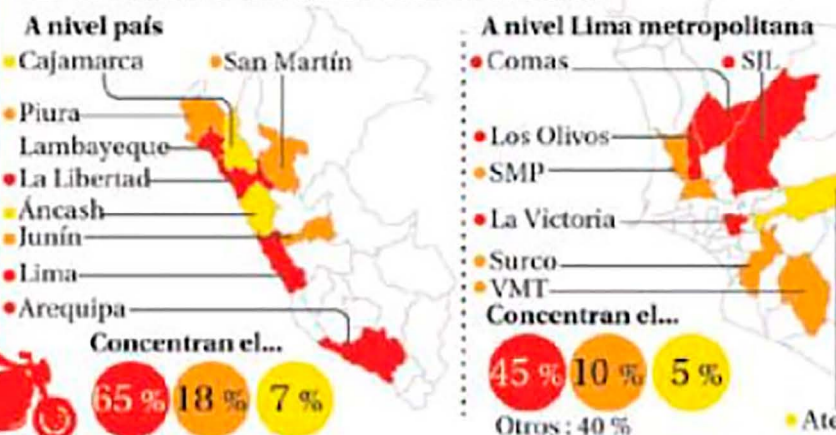 A nivel país
Cajamarca
San Martín
Piura
Lambayeque
La Libertad
Áncash
Junín
Lima
Arequipa
Concentran el...
65 % 18 % 7 %
A nivel Lima metropolitana
Comas
SJL
Los Olivos
SMP
La Victoria
Surco
VMT
Concentran el...
45 % 10 % 5 %
Otros : 40 %